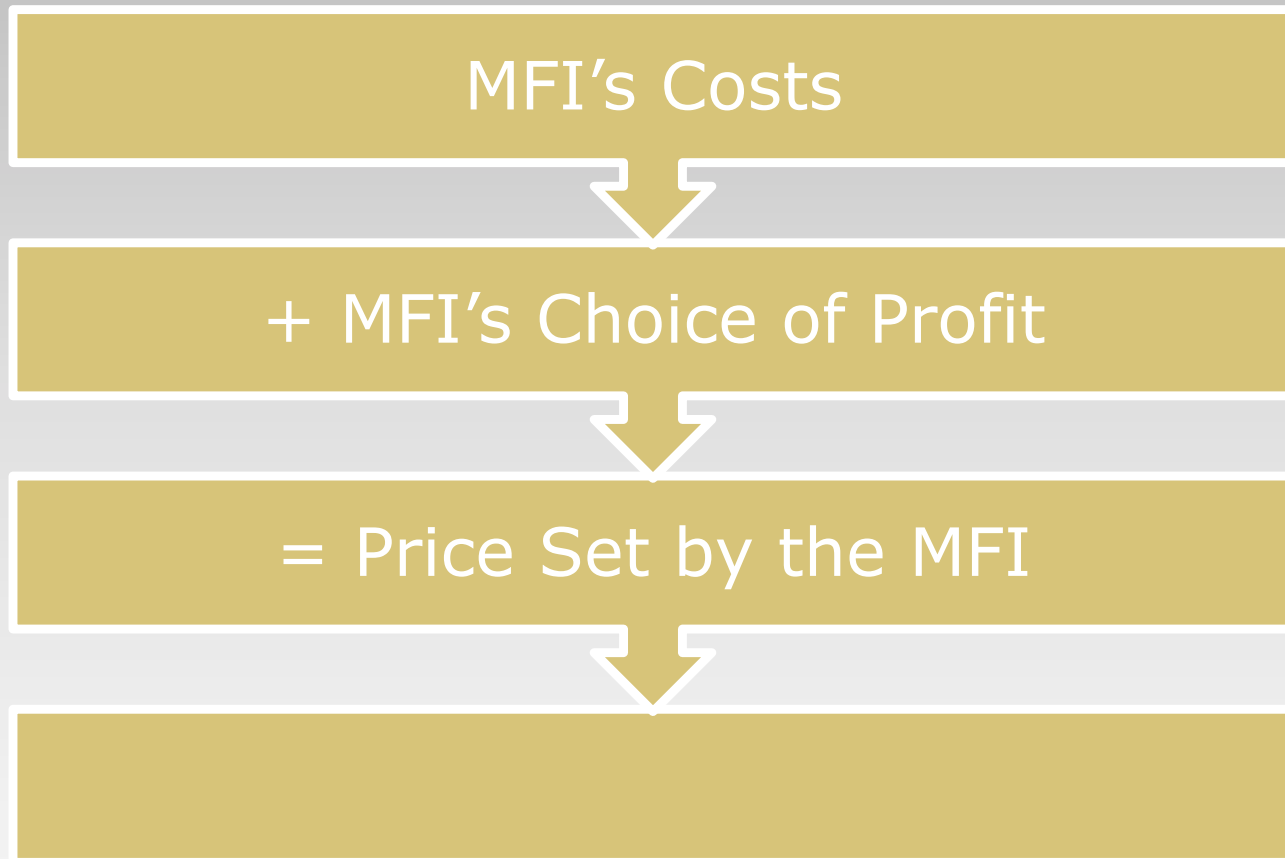 MFI’s Costs
+ MFI’s Choice of Profit
= Price Set by the MFI